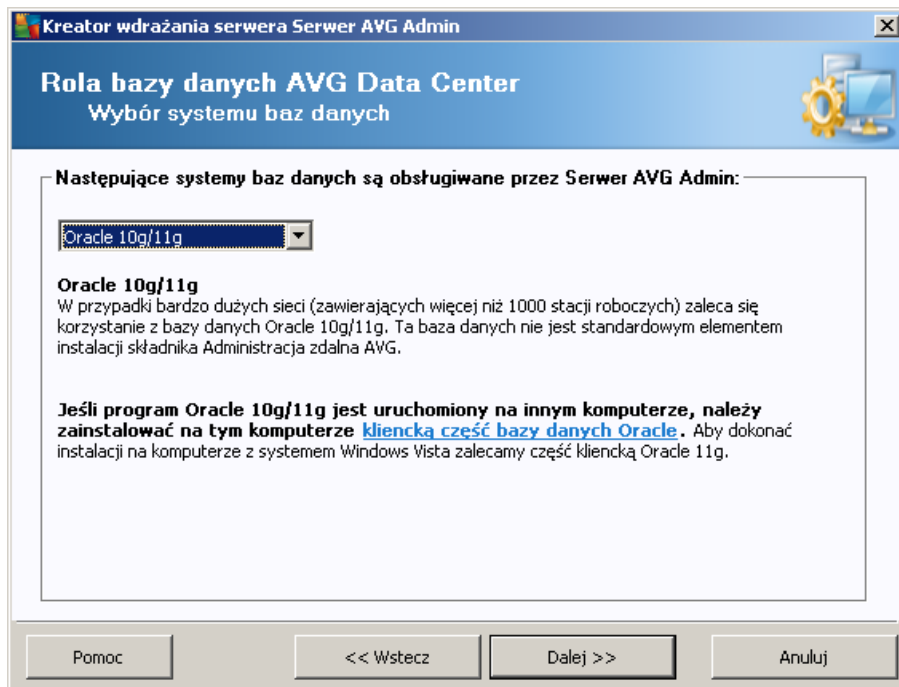 Kreator wdrażania serwera Serwer AVG Admin
Rola bazy danych AVG Data Center
Wybór systemu baz danych
Następujące systemy baz danych są obsługiwane przez Serwer AVG Admin:
Oracle 10g/11g
Oracle 10g/11g
W przypadki bardzo dużych sieci (zawierających więcej niż 1000 stacji roboczych) zaleca się
korzystanie z bazy danych Oracle 10g/11g. Ta baza danych nie jest standardowym elementem
instalacji składnika Administracja zdalna AVG.
Jeśli program Oracle 10g/11g jest uruchomiony na innym komputerze, należy
zainstalować na tym komputerze kliencką część bazy danych Oracle. Aby dokonać
instalacji na komputerze z systemem Windows Vista zalecamy część kliencką Oracle 11g.
Pomoc
<< Wstecz
Dalej >>
Anuluj